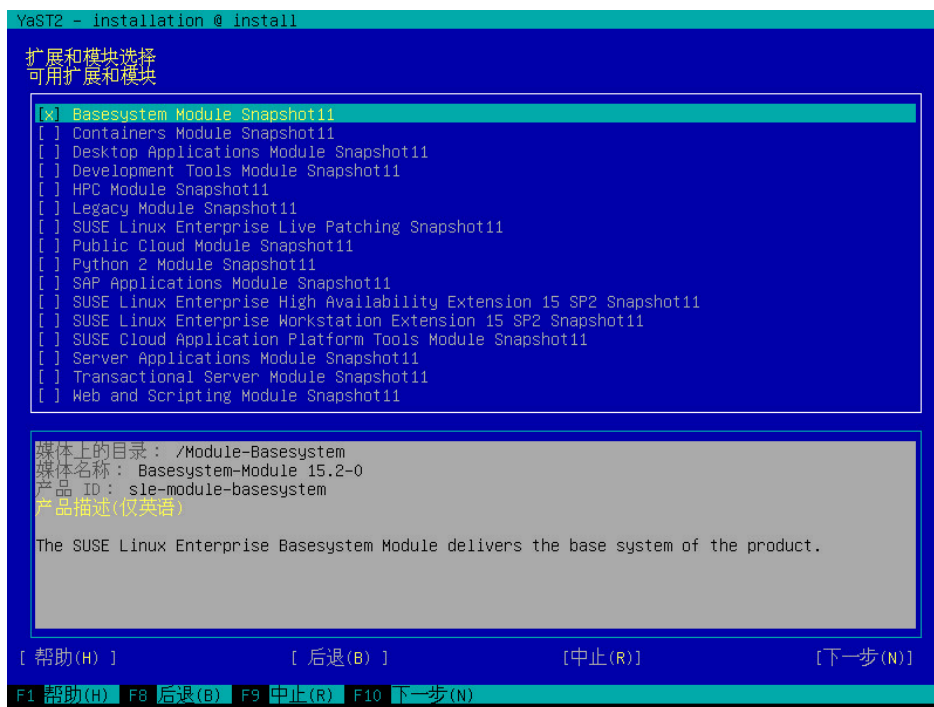 YaST2 - installation @ install
扩展和模块选择
可用扩展和模块
[x] Basesystem Module Snapshot11
[ ] Containers Module Snapshot11
[ ] Desktop Applications Module Snapshot11
[ ] Development Tools Module Snapshot11
[ ] HPC Module Snapshot11
[ ] Legacy Module Snapshot11
[ ] SUSE Linux Enterprise Live Patching Snapshot11
[ ] Public Cloud Module Snapshot11
[ ] Python 2 Module Snapshot11
[ ] SAP Applications Module Snapshot11
[ ] SUSE Linux Enterprise High Availability Extension 15 SP2 Snapshot11
[ ] SUSE Linux Enterprise Workstation Extension 15 SP2 Snapshot11
[ ] SUSE Cloud Application Platform Tools Module Snapshot11
[ ] Server Applications Module Snapshot11
[ ] Transactional Server Module Snapshot11
[ ] Web and Scripting Module Snapshot11
媒体上的目录： /Module-Basesystem
媒体名称： Basesystem-Module 15.2-0
产品 ID： sle-module-basesystem
产品描述(仅英语)
The SUSE Linux Enterprise Basesystem Module delivers the base system of the product.
[ 帮助(H) ] [ 后退(B) ] [中止(R)] [下一步(N)]
F1 帮助(H) F8 后退(B) F9 中止(R) F10 下一步(N)